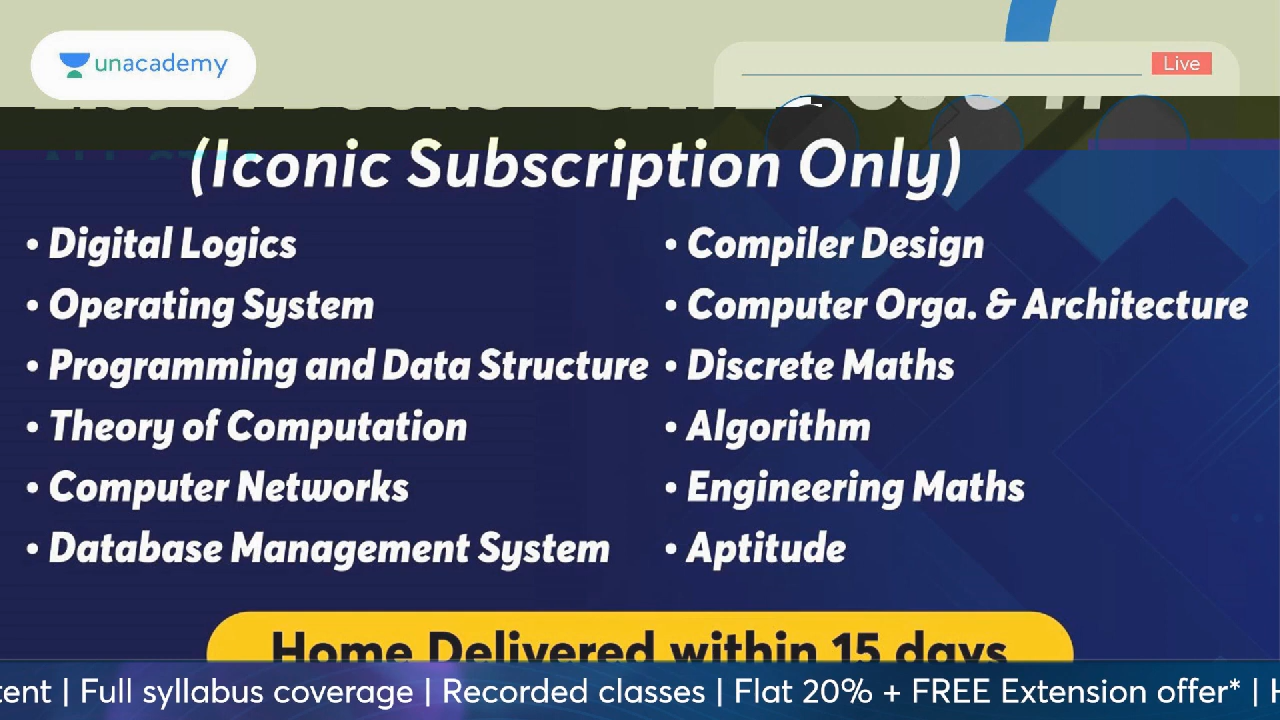 unacademy
Live
(Iconic Subscription Only)
• Digital Logics
• Operating System
• Programming and Data Structure
• Theory of Computation
• Computer Networks
• Database Management System
• Compiler Design
• Computer Orga. & Architecture
• Discrete Maths
• Algorithm
• Engineering Maths
• Aptitude
Home Delivered within 15 days
| Full syllabus coverage | Recorded classes | Flat 20% + FREE Extension offer* |